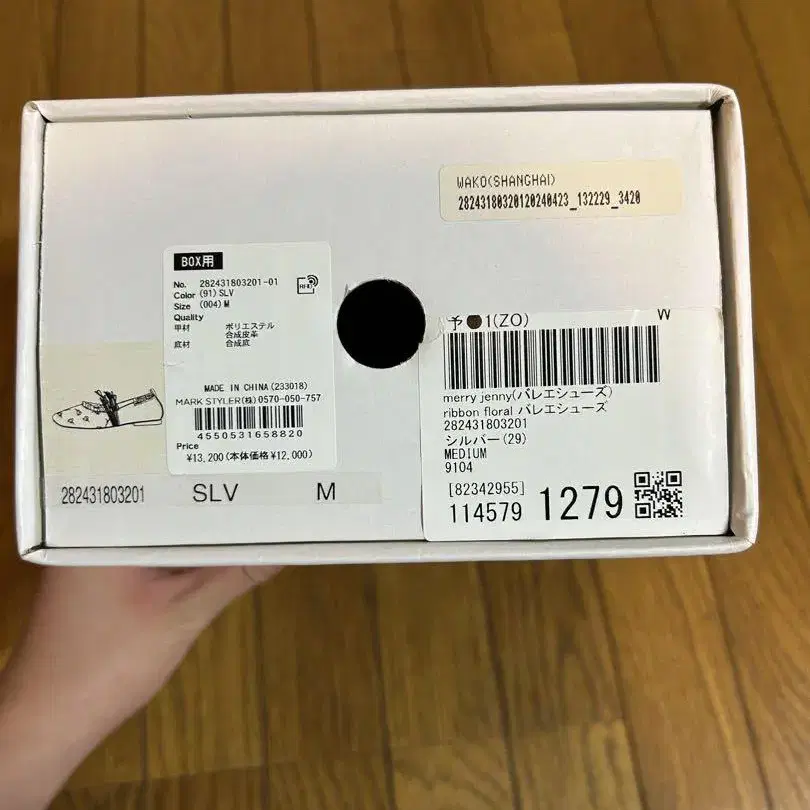 WAKO(SHANGHAI)
28243180320120240423_132229_3420
BOX用
No. 282431803201-01
Color (91)SLV
Size (004)M
Quality
甲材 ポリエステル
合成皮革
底材 合成底
RFID
MADE IN CHINA(233018)
MARK STYLER(株)0570-050-757
4550531658820
Price
¥13,200(本体価格¥12,000)
282431803201 SLV M
予●1(ZO) W
merry jenny(バレエシューズ)
ribbon floral バレエシューズ
282431803201
シルバー(29)
MEDIUM
9104
[82342955]
114579 1279